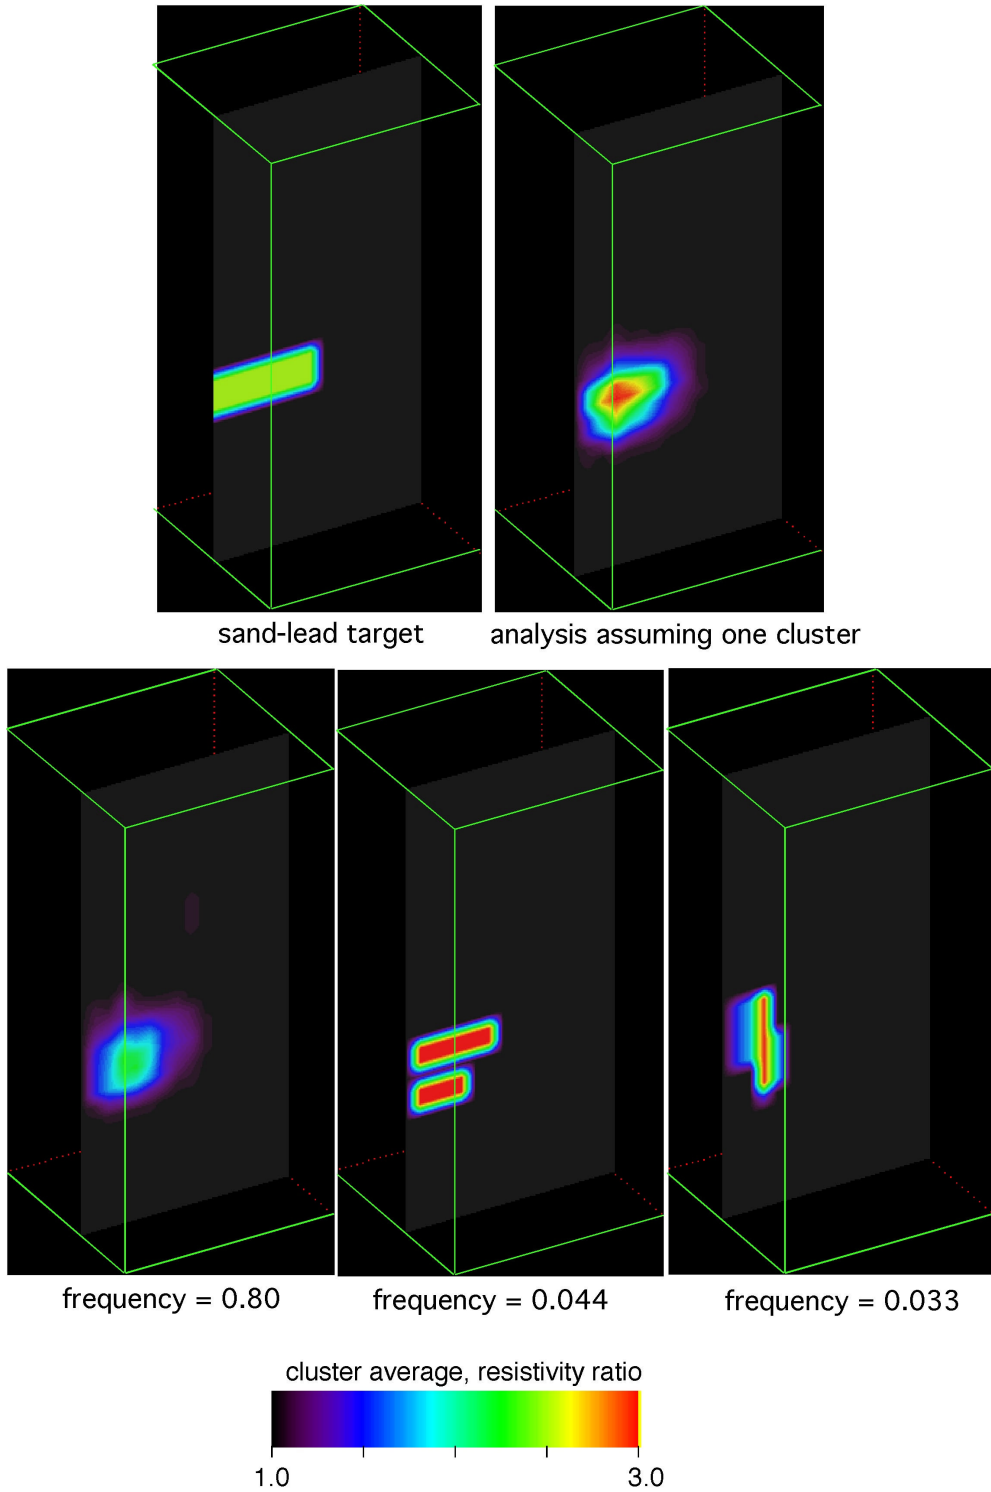 sand-lead target
analysis assuming one cluster
frequency = 0.80
frequency = 0.044
frequency = 0.033
cluster average, resistivity ratio
1.0
3.0